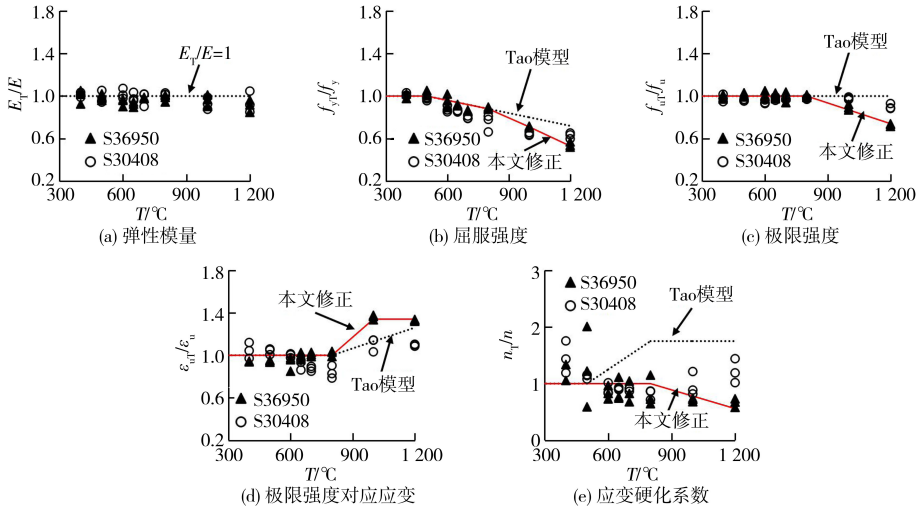 1.8
1.4
1.0
0.6
0.2
E_T/E
E_T/E=1
S36950
S30408
300
600
900
1 200
T/℃
(a) 弹性模量
1.8
1.4
1.0
0.6
0.2
f_yT/f_y
Tao模型
S36950
S30408
本文修正
300
600
900
1 200
T/℃
(b) 屈服强度
1.8
1.4
1.0
0.6
0.2
f_uT/f_u
Tao模型
S36950
S30408
本文修正
300
600
900
1 200
T/℃
(c) 极限强度
1.8
1.4
1.0
0.6
0.2
ε_uT/ε_u
本文修正
Tao模型
S36950
S30408
300
600
900
1 200
T/℃
(d) 极限强度对应应变
3
2
1
0
n_T/n
S36950
S30408
Tao模型
本文修正
300
600
900
1 200
T/℃
(e) 应变硬化系数